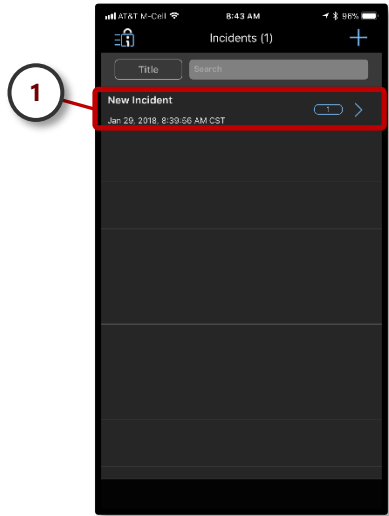 AT&T M-Cell 8:43 AM 96%
Incidents (1)
Title Search
New Incident
1
Jan 29, 2018, 8:39:56 AM CST
1